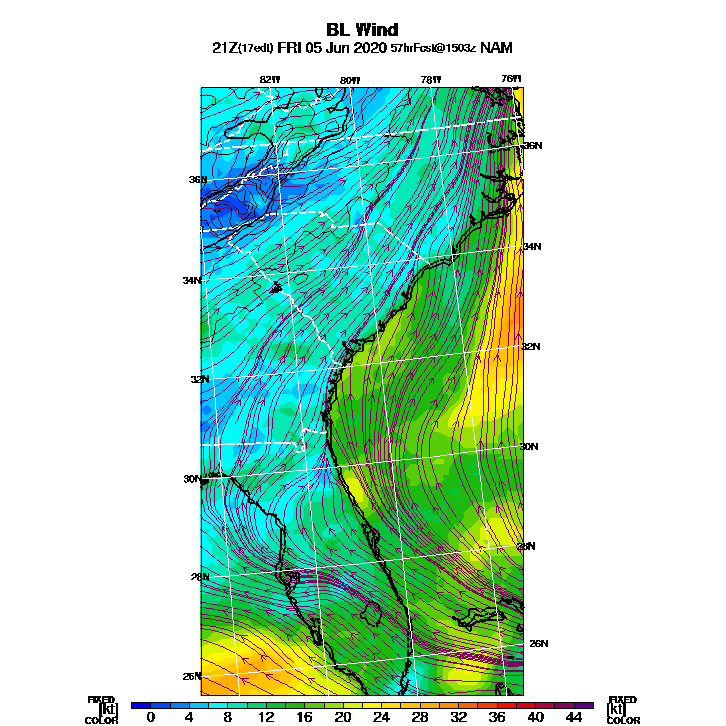 BL Wind
21Z(17edt) FRI 05 Jun 2020 57hrFcst@1503z NAM
82W 80W 78W 76W
36N
36N
34N
34N
32N
32N
30N
30N
28N
28N
26N
26N
FIXED FIXED
[kt] 0 4 8 12 16 20 24 28 32 36 40 44 [kt]
COLOR COLOR